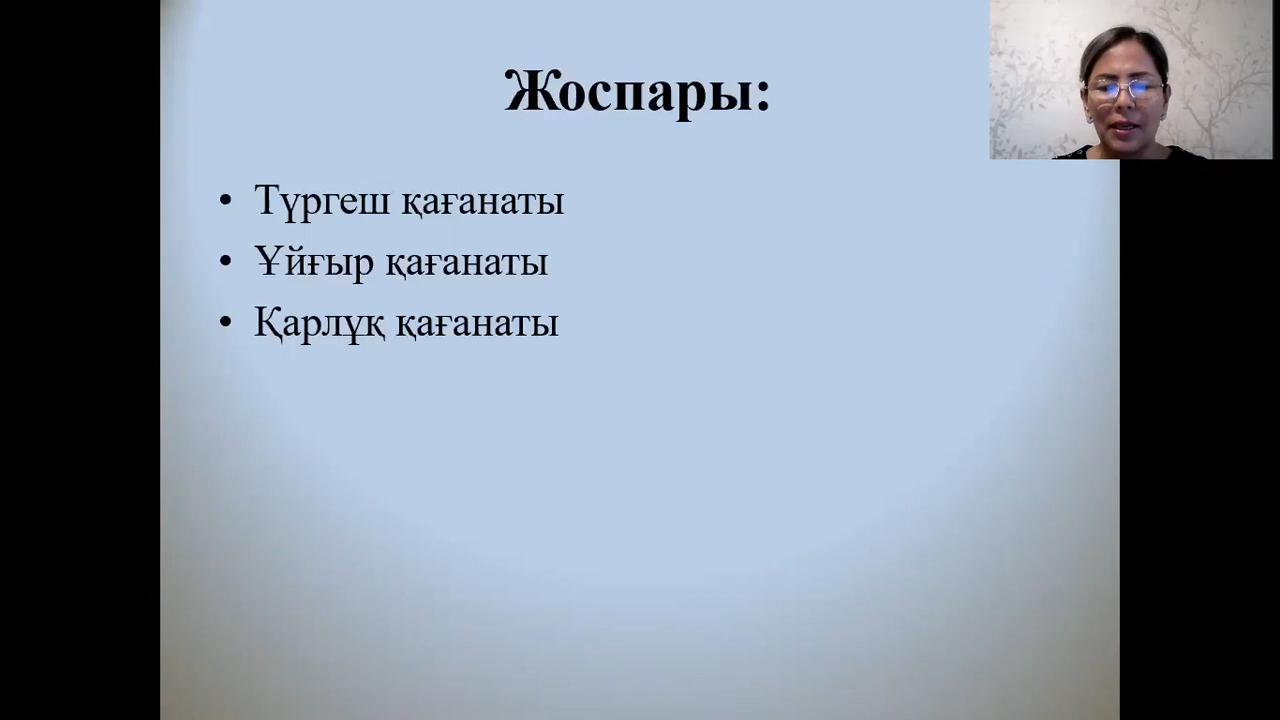 Жоспары:
• Түргеш қағанаты
• Ұйғыр қағанаты
• Қарлұқ қағанаты